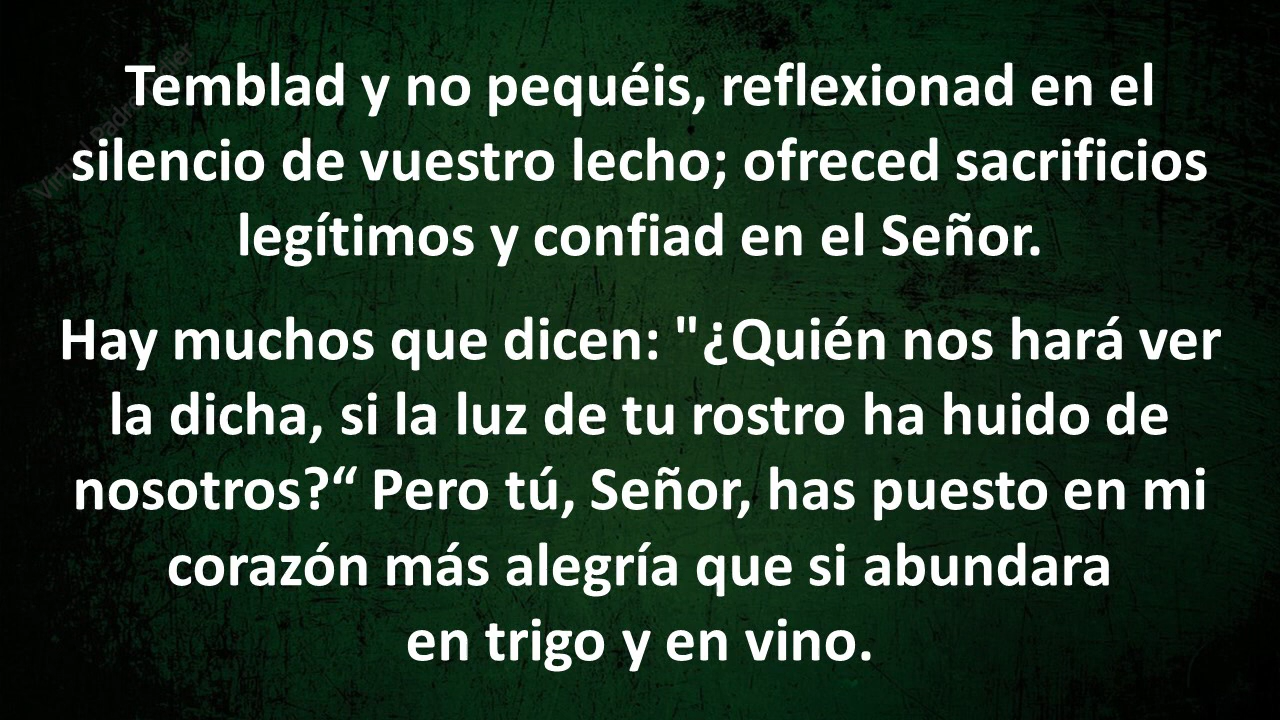 Temblad y no pequéis, reflexionad en el
silencio de vuestro lecho; ofreced sacrificios
legítimos y confiad en el Señor.
Hay muchos que dicen: "¿Quién nos hará ver
la dicha, si la luz de tu rostro ha huido de
nosotros?“ Pero tú, Señor, has puesto en mi
corazón más alegría que si abundara
en trigo y en vino.